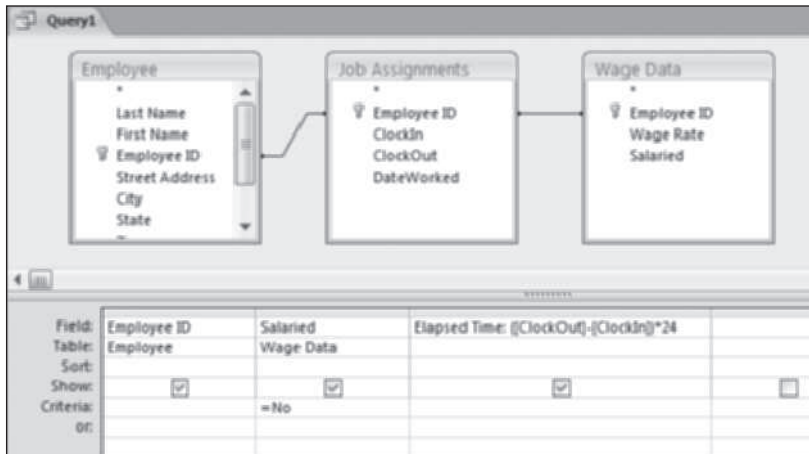 Query1
Employee
*
Last Name
First Name
Employee ID
Street Address
City
State
Job Assignments
*
Employee ID
ClockIn
ClockOut
DateWorked
Wage Data
*
Employee ID
Wage Rate
Salaried
Field: Employee ID Salaried Elapsed Time: ([ClockOut]-[ClockIn])*24
Table: Employee Wage Data
Sort:
Show:
Criteria: =No
or: